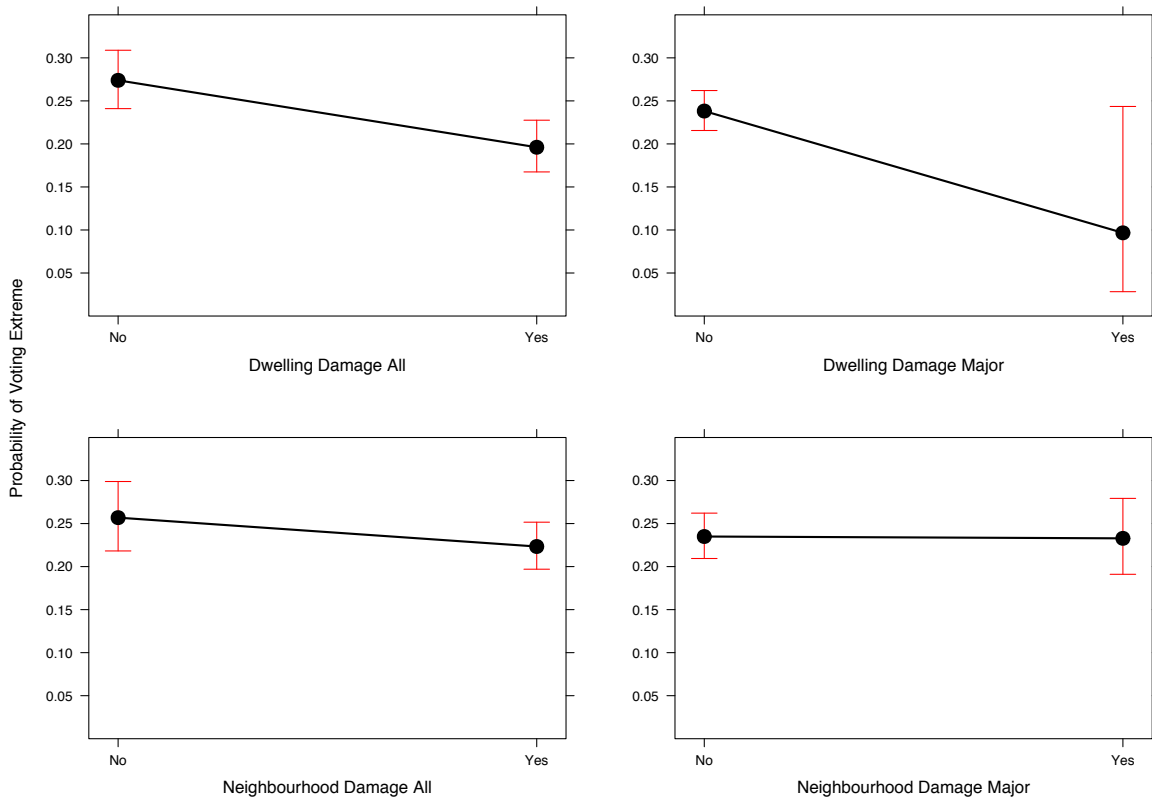 Probability of Voting Extreme
0.30
0.25
0.20
0.15
0.10
0.05
No Yes
Dwelling Damage All
0.30
0.25
0.20
0.15
0.10
0.05
No Yes
Dwelling Damage Major
0.30
0.25
0.20
0.15
0.10
0.05
No Yes
Neighbourhood Damage All
0.30
0.25
0.20
0.15
0.10
0.05
No Yes
Neighbourhood Damage Major